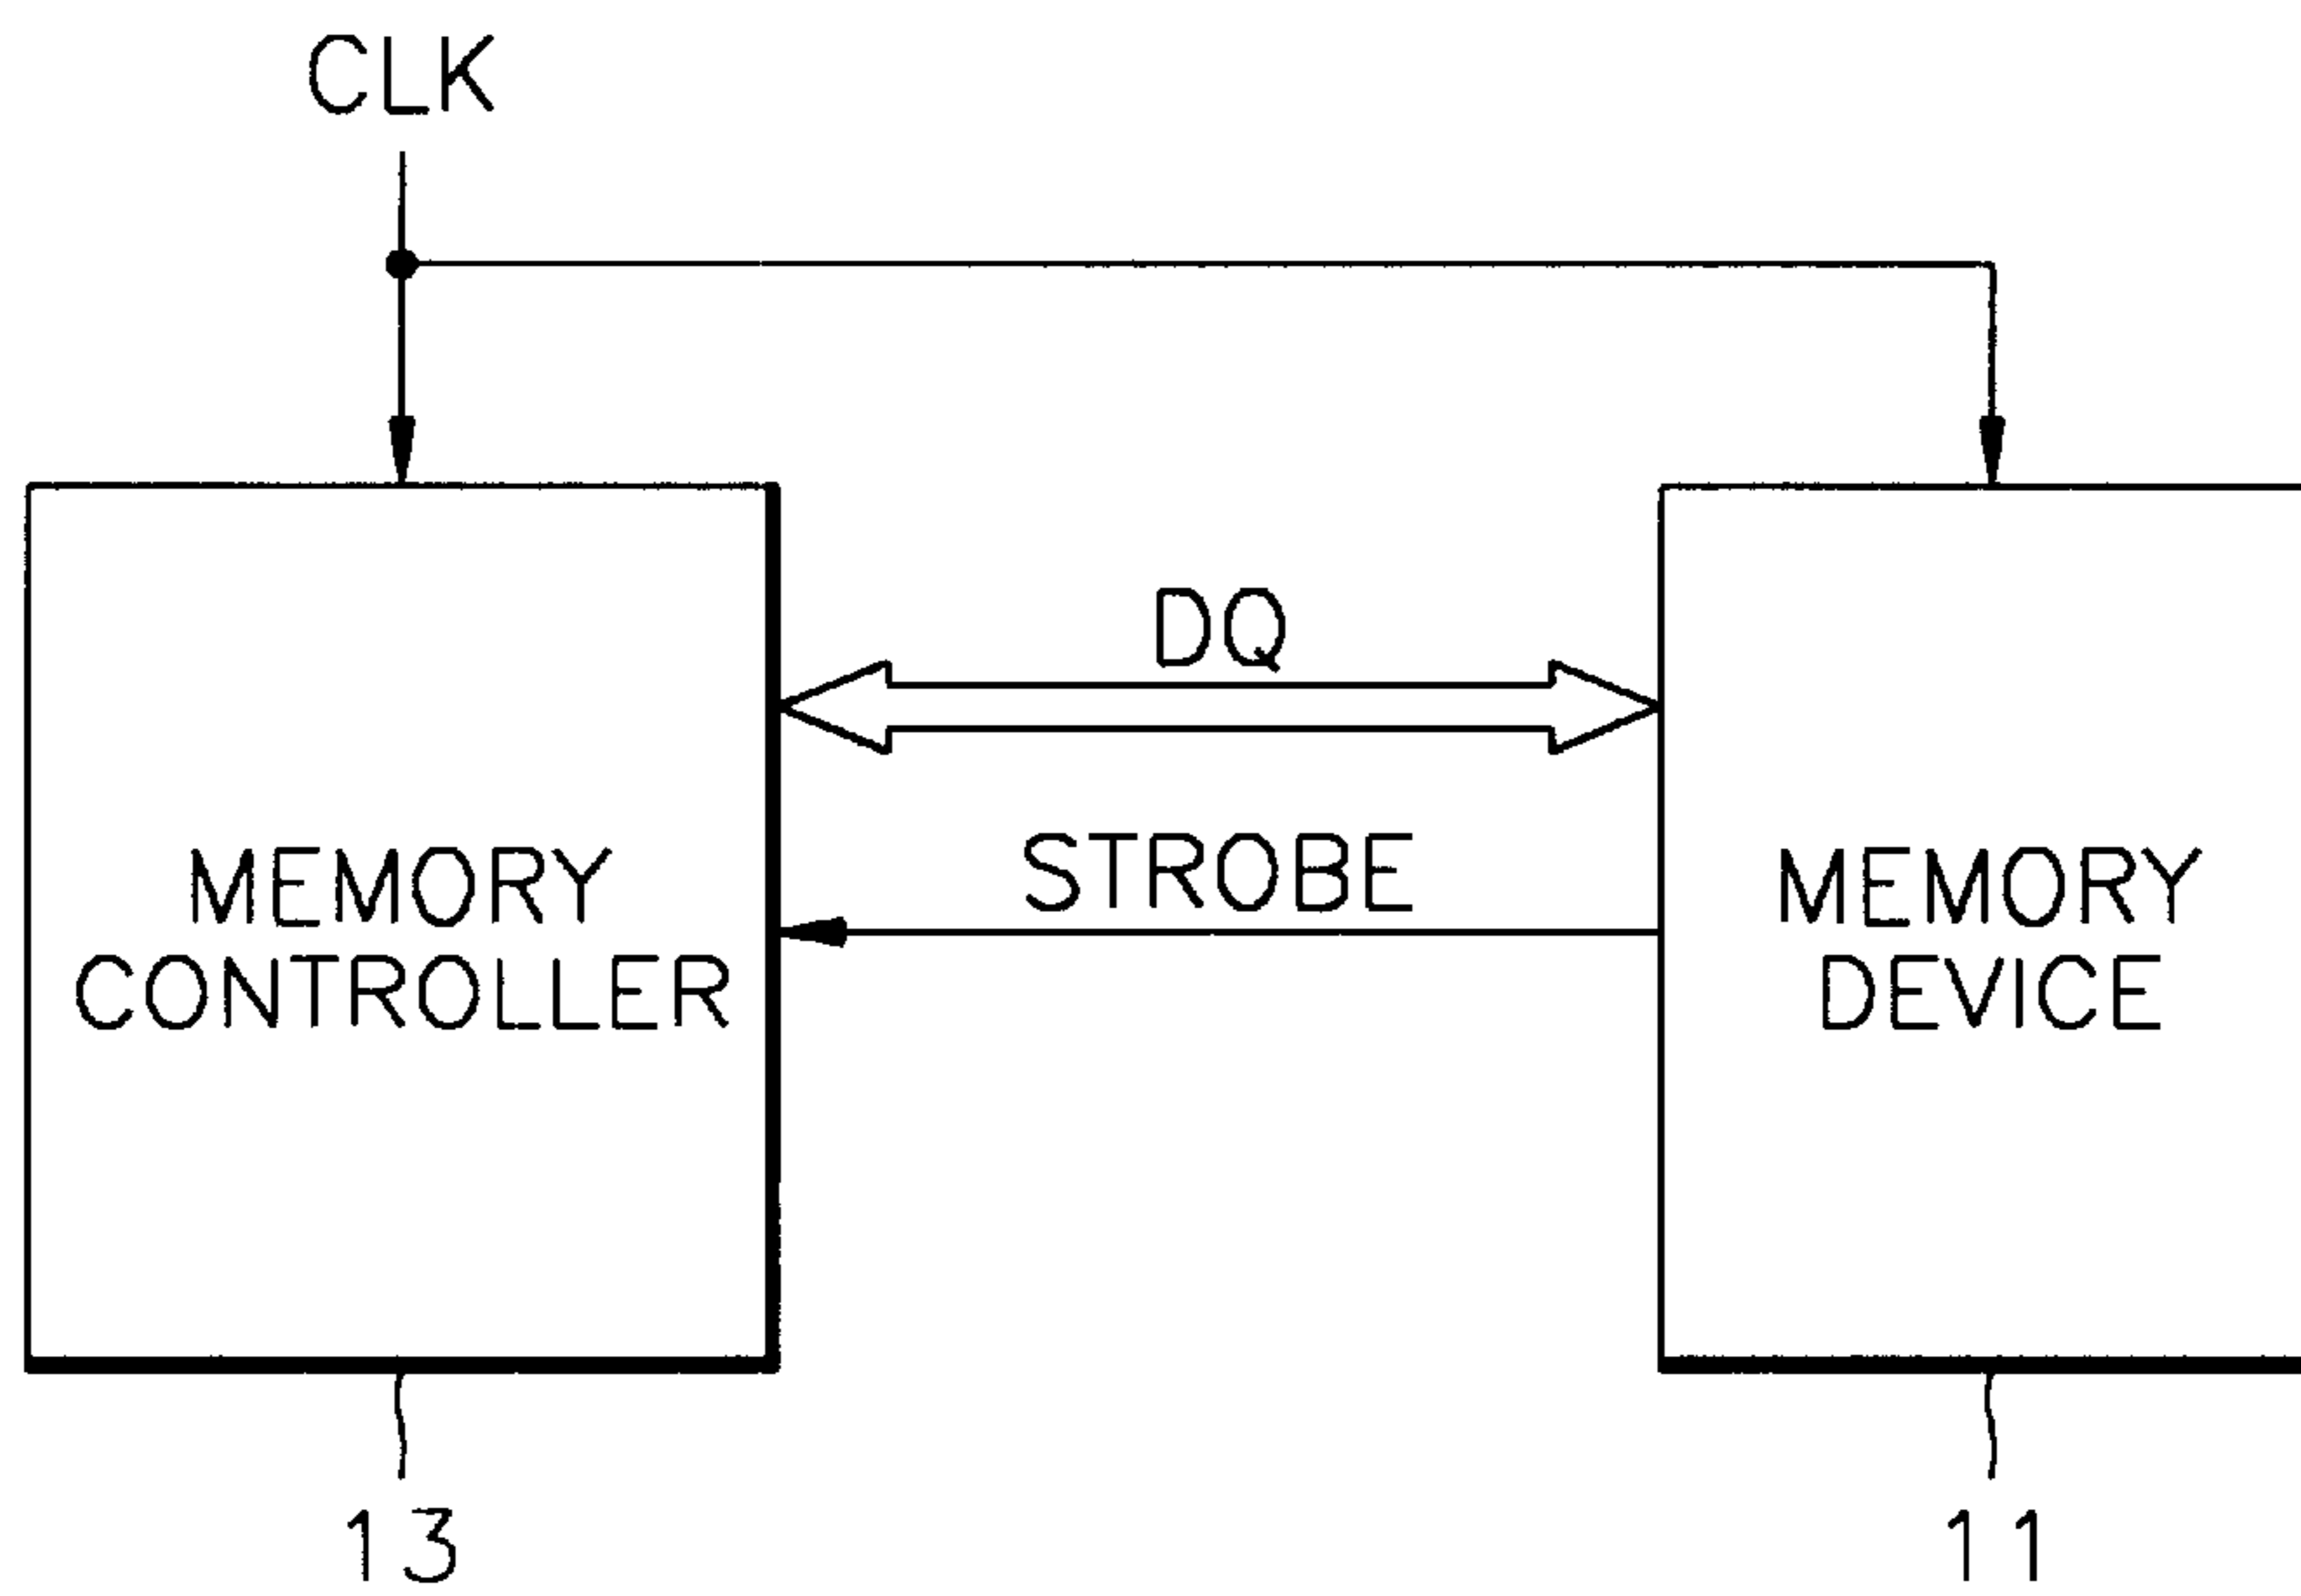 CLK
DQ
STROBE
MEMORY
CONTROLLER
MEMORY
DEVICE
13
11